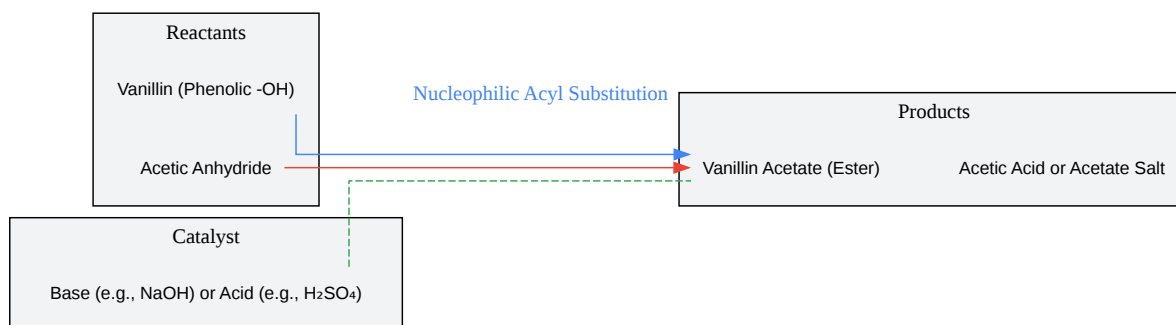 Reactants
Vanillin (Phenolic -OH)
Acetic Anhydride
Nucleophilic Acyl Substitution
Products
Vanillin Acetate (Ester)
Acetic Acid or Acetate Salt
Catalyst
Base (e.g., NaOH) or Acid (e.g., H₂SO₄)